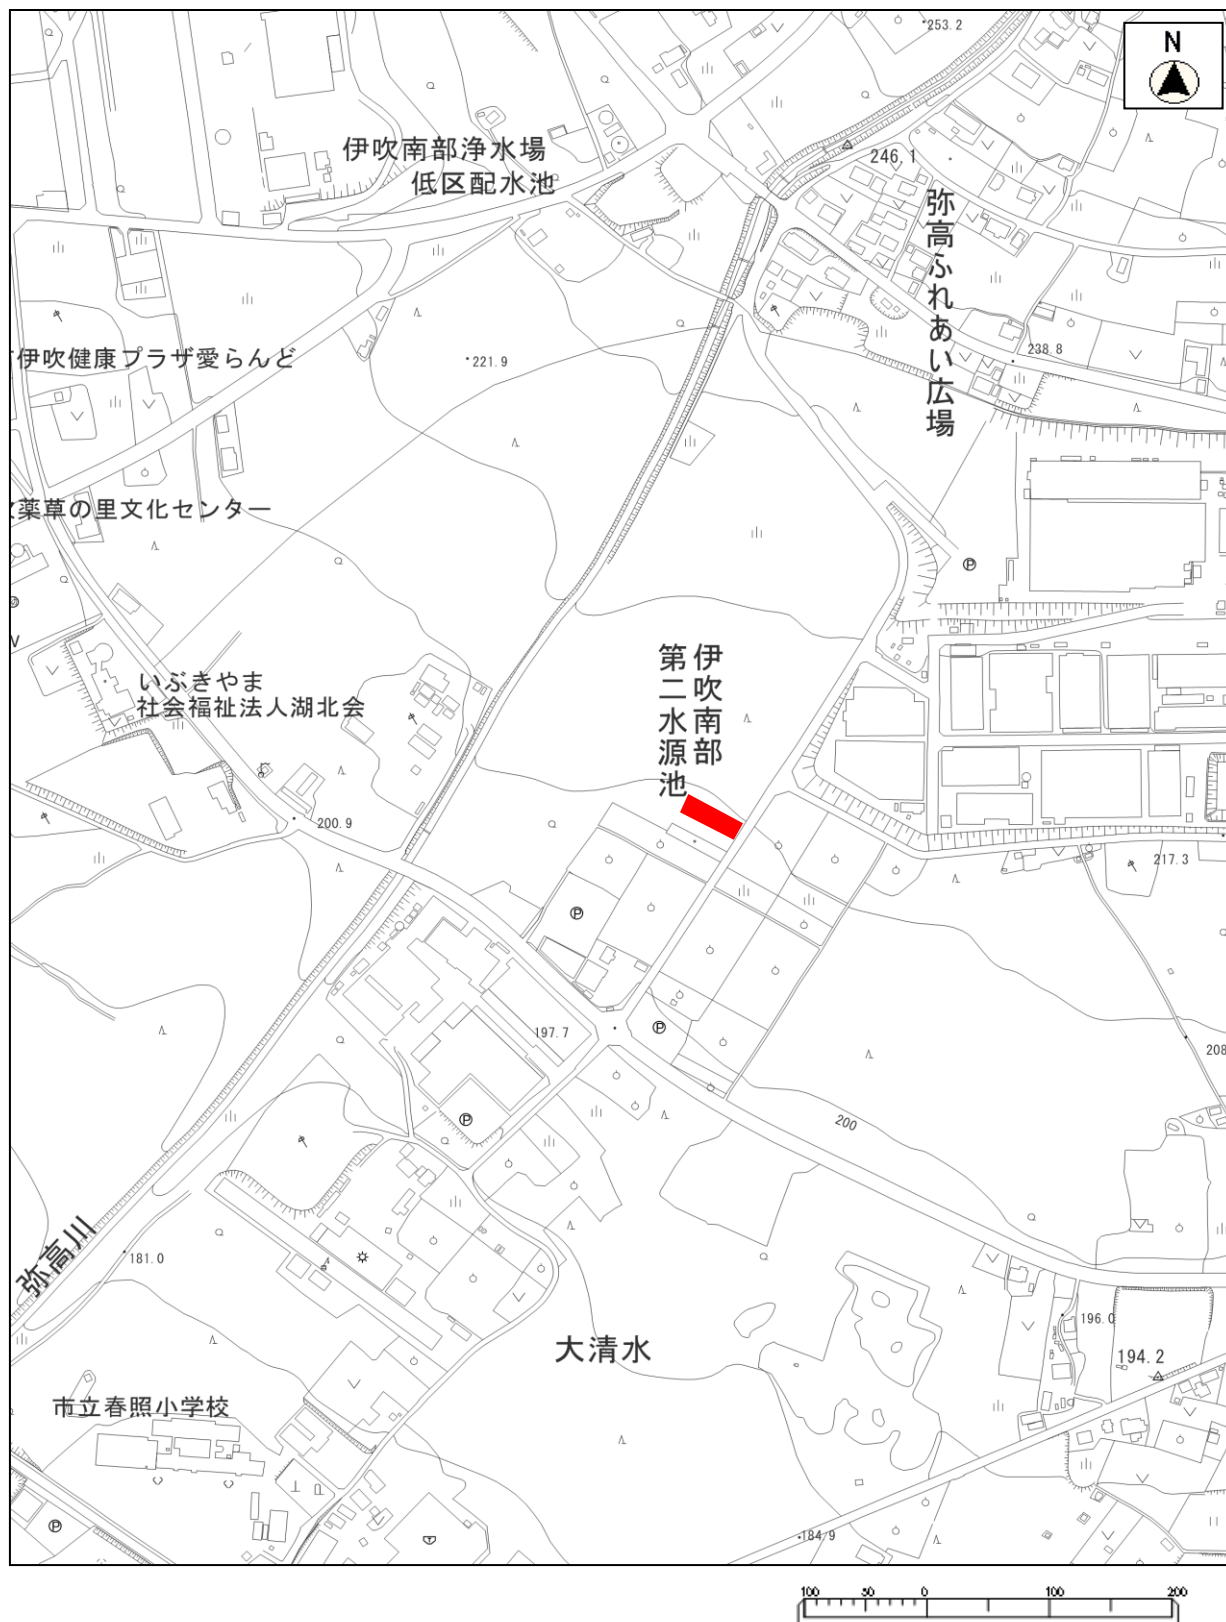 253.2
N
伊吹南部浄水場
低区配水池
246.1
弥高ふれあい広場
238.8
伊吹健康プラザ愛らんど
221.9
薬草の里文化センター
P
いぶきやま
社会福祉法人湖北会
伊吹南部
第二水源池
200.9
217.3
P
197.7
P
208
P
200
弥高川
181.0
196.0
大清水
194.2
市立春照小学校
P
184.9
100 50 0 100 200